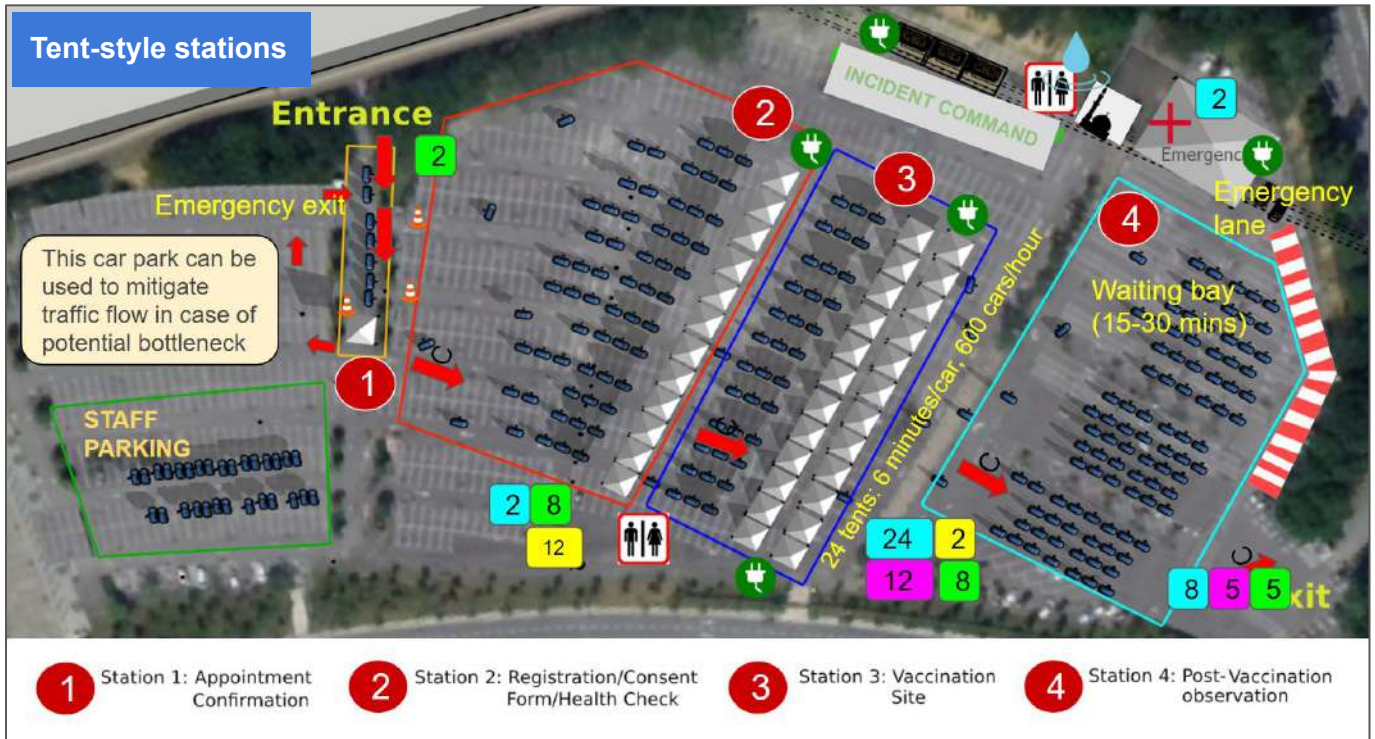 Tent-style stations
Entrance
2
Emergency exit
This car park can be
used to mitigate
traffic flow in case of
potential bottleneck
1
STAFF
PARKING
2
INCIDENT COMMAND
2
Emergenc
Emergency
lane
3
4
Waiting bay
(15-30 mins)
24 tents: 6 minutes/car, 600 cars/hour
2 8
12
24 2
12 8
8 5 5
xit
1 Station 1: Appointment
Confirmation
2 Station 2: Registration/Consent
Form/Health Check
3 Station 3: Vaccination
Site
4 Station 4: Post-Vaccination
observation